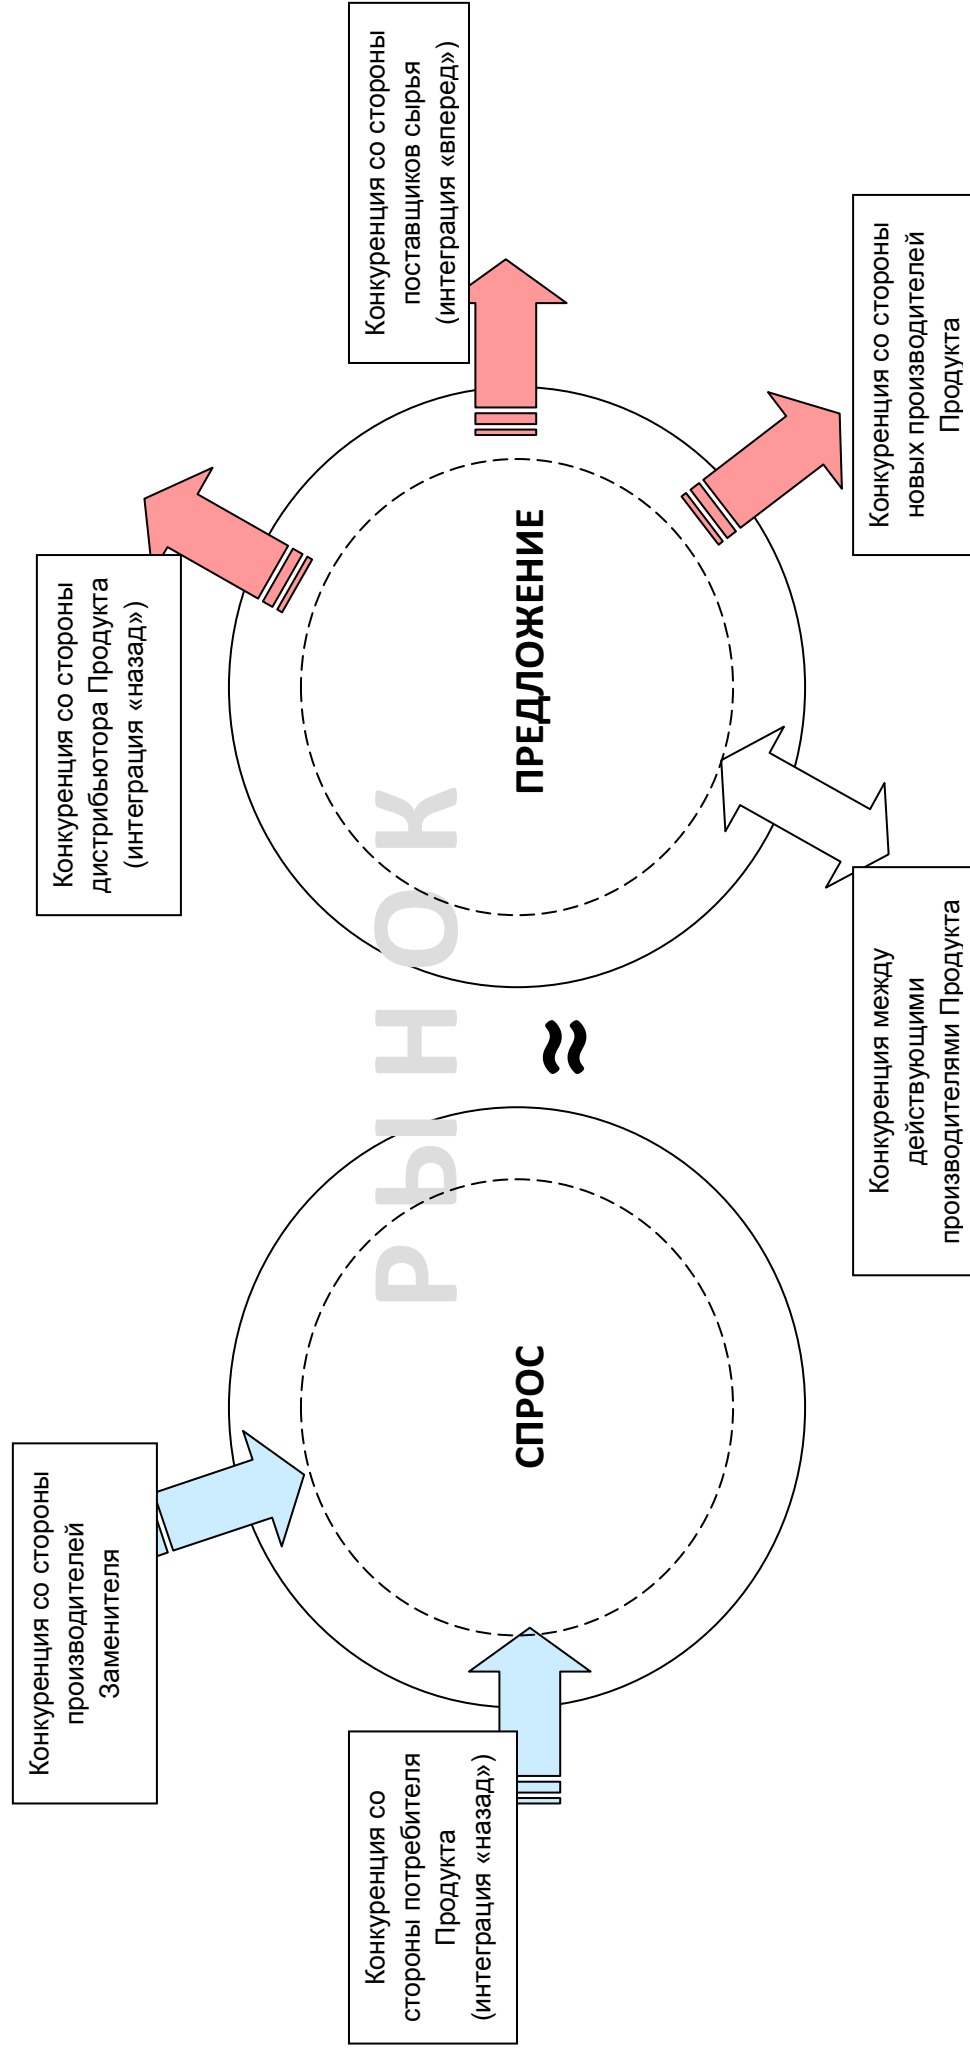 Конкуренция со стороны
производителей
Заменителя
Конкуренция со стороны
дистрибьютора Продукта
(интеграция «назад»)
Конкуренция со
стороны потребителя
Продукта
(интеграция «назад»)
РЫНОК
Конкуренция со стороны
поставщиков сырья
(интеграция «вперед»)
СПРОС
≈
ПРЕДЛОЖЕНИЕ
Конкуренция между
действующими
производителями Продукта
Конкуренция со стороны
новых производителей
Продукта